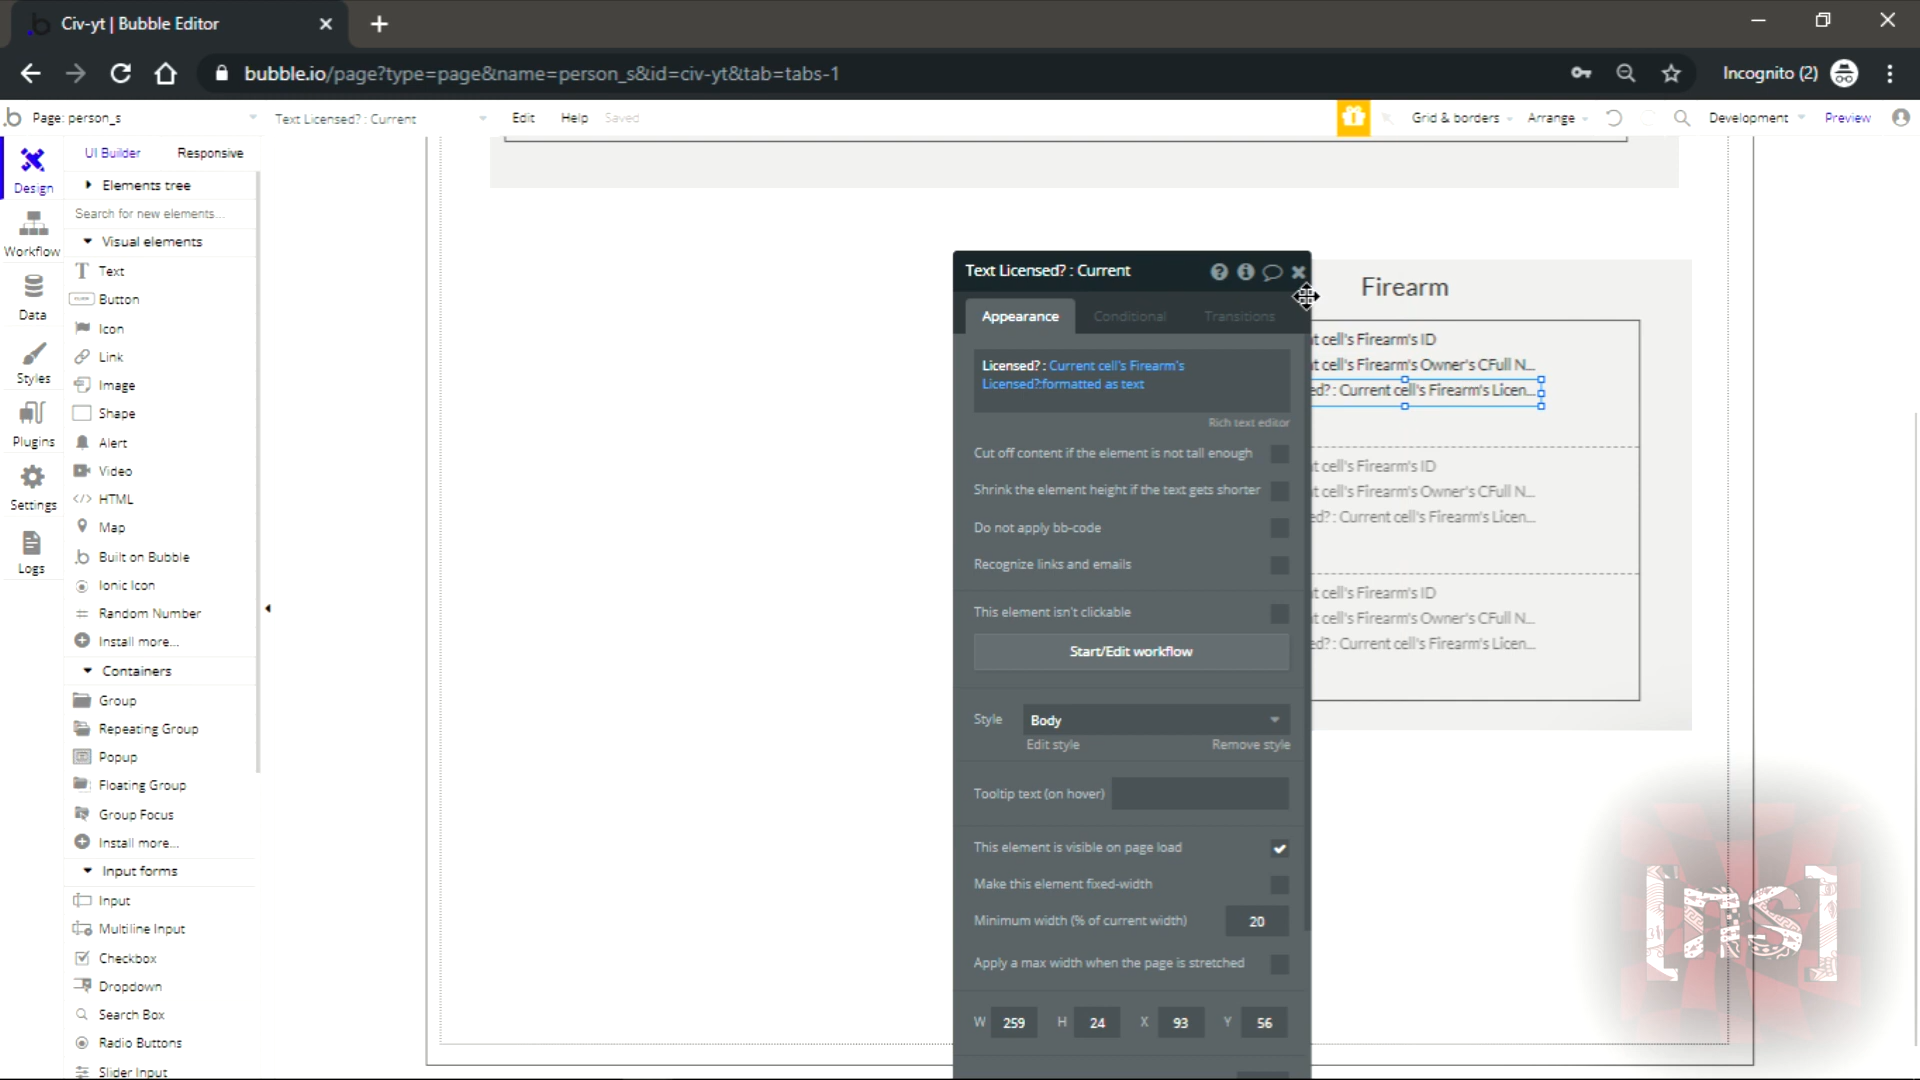 Civ-yt | Bubble Editor
bubble.io/page?type=page&name=person_s&id=civ-yt&tab=tabs-1
Incognito (2)
Page: person_s
Text Licensed? : Current
Edit
Help
Saved
Grid & borders
Arrange
Development
Preview
Design
Workflow
Data
Styles
Plugins
Settings
Logs
UI Builder
Responsive
Elements tree
Search for new elements...
Visual elements
Text
Button
Icon
Link
Image
Shape
Alert
Video
HTML
Map
Built on Bubble
Ionic Icon
Random Number
Install more...
Containers
Group
Repeating Group
Popup
Floating Group
Group Focus
Install more...
Input forms
Input
Multiline Input
Checkbox
Dropdown
Search Box
Radio Buttons
Slider Input
Text Licensed? : Current
Appearance
Conditional
Transitions
Licensed? : Current cell's Firearm's
Licensed?:formatted as text
Rich text editor
Cut off content if the element is not tall enough
Shrink the element height if the text gets shorter
Do not apply bb-code
Recognize links and emails
This element isn't clickable
Start/Edit workflow
Style
Body
Edit style
Remove style
Tooltip text (on hover)
This element is visible on page load
Make this element fixed-width
Minimum width (% of current width)
20
Apply a max width when the page is stretched
W 259 H 24 X 93 Y 56
Firearm
t cell's Firearm's ID
t cell's Firearm's Owner's CFull N...
ed? : Current cell's Firearm's Licen...
t cell's Firearm's ID
t cell's Firearm's Owner's CFull N...
ed? : Current cell's Firearm's Licen...
t cell's Firearm's ID
t cell's Firearm's Owner's CFull N...
ed? : Current cell's Firearm's Licen...
[ns]